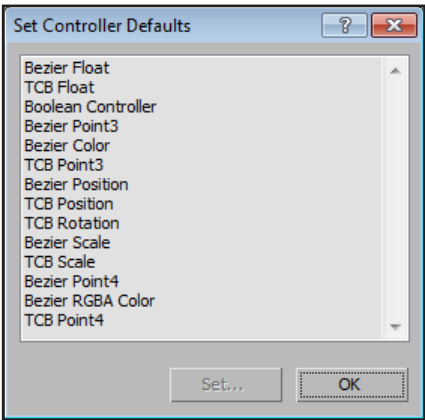 Set Controller Defaults
?
Bezier Float
TCB Float
Boolean Controller
Bezier Point3
Bezier Color
TCB Point3
Bezier Position
TCB Position
TCB Rotation
Bezier Scale
TCB Scale
Bezier Point4
Bezier RGBA Color
TCB Point4
Set... OK